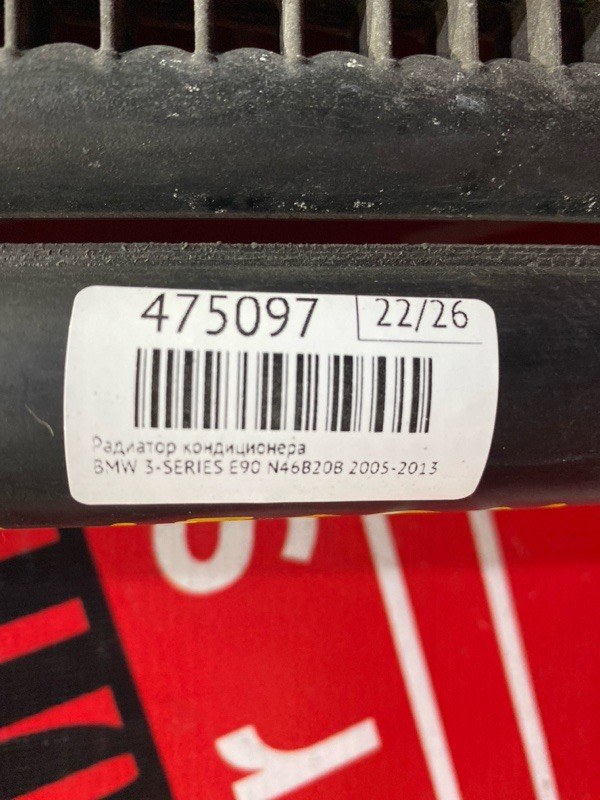 475097 22/26
Радиатор кондиционера
BMW 3-SERIES E90 N46B20B 2005-2013